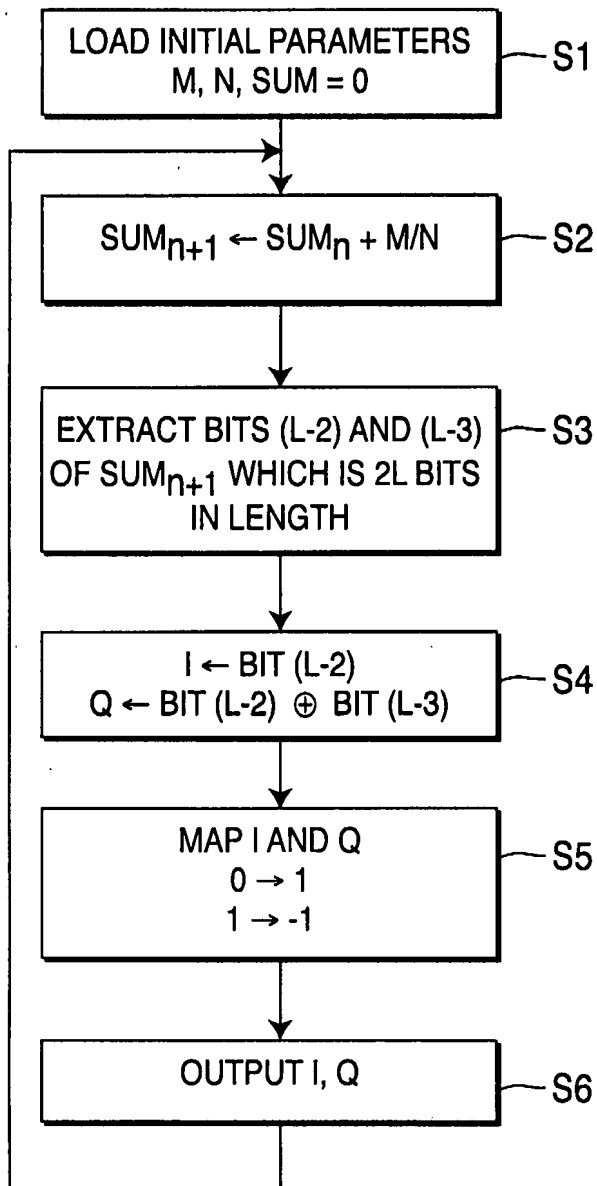 LOAD INITIAL PARAMETERS
M, N, SUM = 0
S1
SUMn+1 ← SUMn + M/N
S2
EXTRACT BITS (L-2) AND (L-3)
OF SUMn+1 WHICH IS 2L BITS
IN LENGTH
S3
I ← BIT (L-2)
Q ← BIT (L-2) ⊕ BIT (L-3)
S4
MAP I AND Q
0 → 1
1 → -1
S5
OUTPUT I, Q
S6